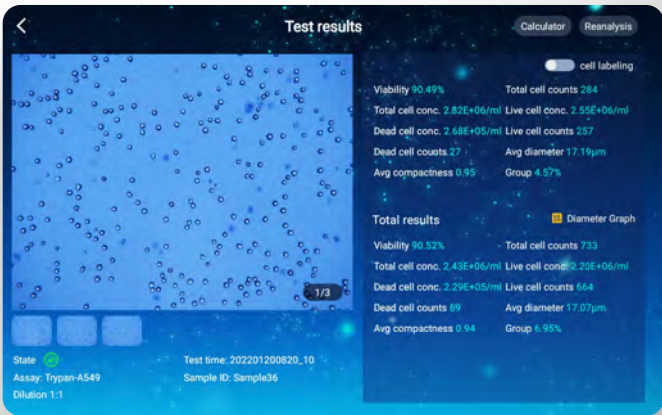 Test results
Calculator
Reanalysis
cell labeling
Viability 90.49% Total cell counts 284
Total cell conc. 2.82E+06/ml Live cell conc. 2.55E+06/ml
Dead cell conc. 2.68E+05/ml Live cell counts 257
Dead cell counts 27 Avg diameter 17.19μm
Avg compactness 0.95 Group 4.57%
Total results Diameter Graph
Viability 90.52% Total cell counts 733
Total cell conc. 2.43E+06/ml Live cell conc. 2.20E+06/ml
Dead cell conc. 2.29E+05/ml Live cell counts 664
Dead cell counts 69 Avg diameter 17.07μm
Avg compactness 0.94 Group 6.95%
1/3
State Test time: 202201200820_10
Assay: Trypan-A549 Sample ID: Sample36
Dilution 1:1